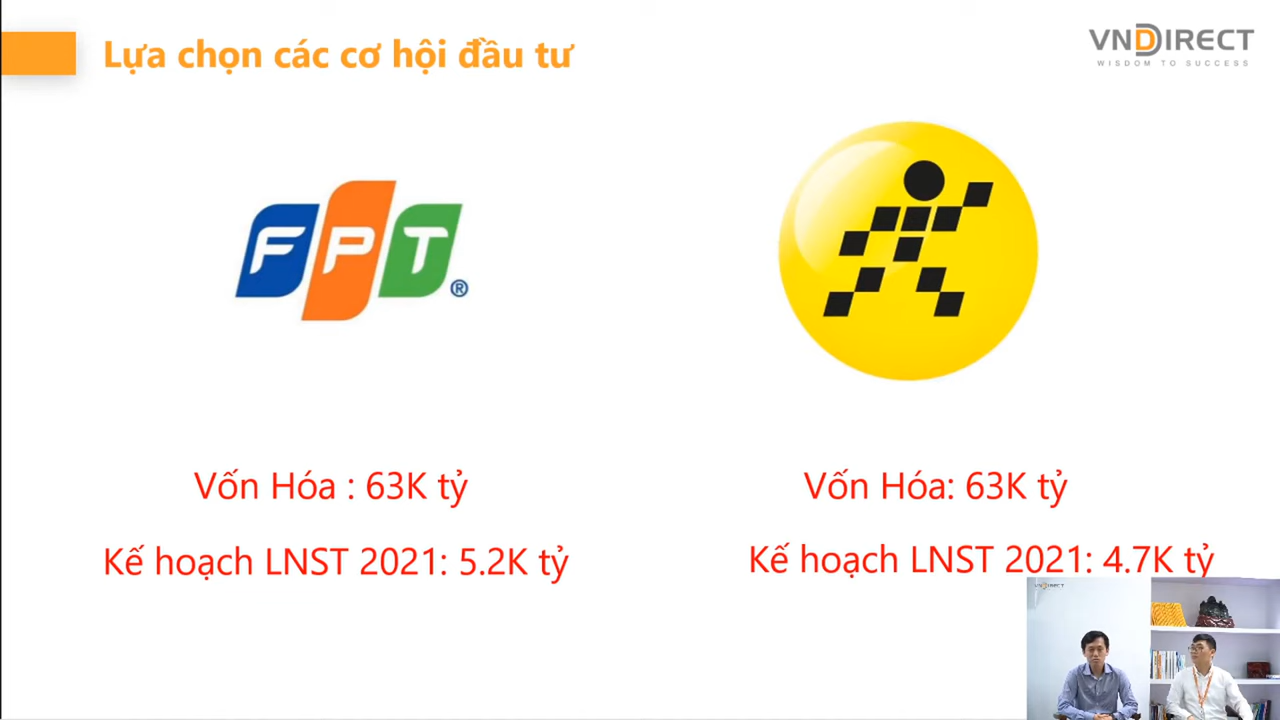 Lựa chọn các cơ hội đầu tư
VNDIRECT
WISDOM TO SUCCESS
FPT®
Vốn Hóa : 63K tỷ
Vốn Hóa: 63K tỷ
Kế hoạch LNST 2021: 5.2K tỷ
Kế hoạch LNST 2021: 4.7K tỷ
VNDIRECT